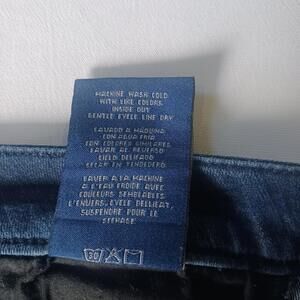 MACHINE WASH COLD
WITH LIKE COLORS
INSIDE OUT
GENTLE CYCLE LINE DRY
LAVADO A MAQUINA
CON AGUA FRIA
CON COLORES SIMILARES
LAVAR AL REVERSO
CICLO DELICADO
SECAR EN TENDEDERO
LAVER A LA MACHINE
A L'EAU FROIDE AVEC
COULEURS SEMBLABLES
L'ENVERS, CYCLE DELICAT,
SUSPENDRE POUR LE
SECHAGE
30